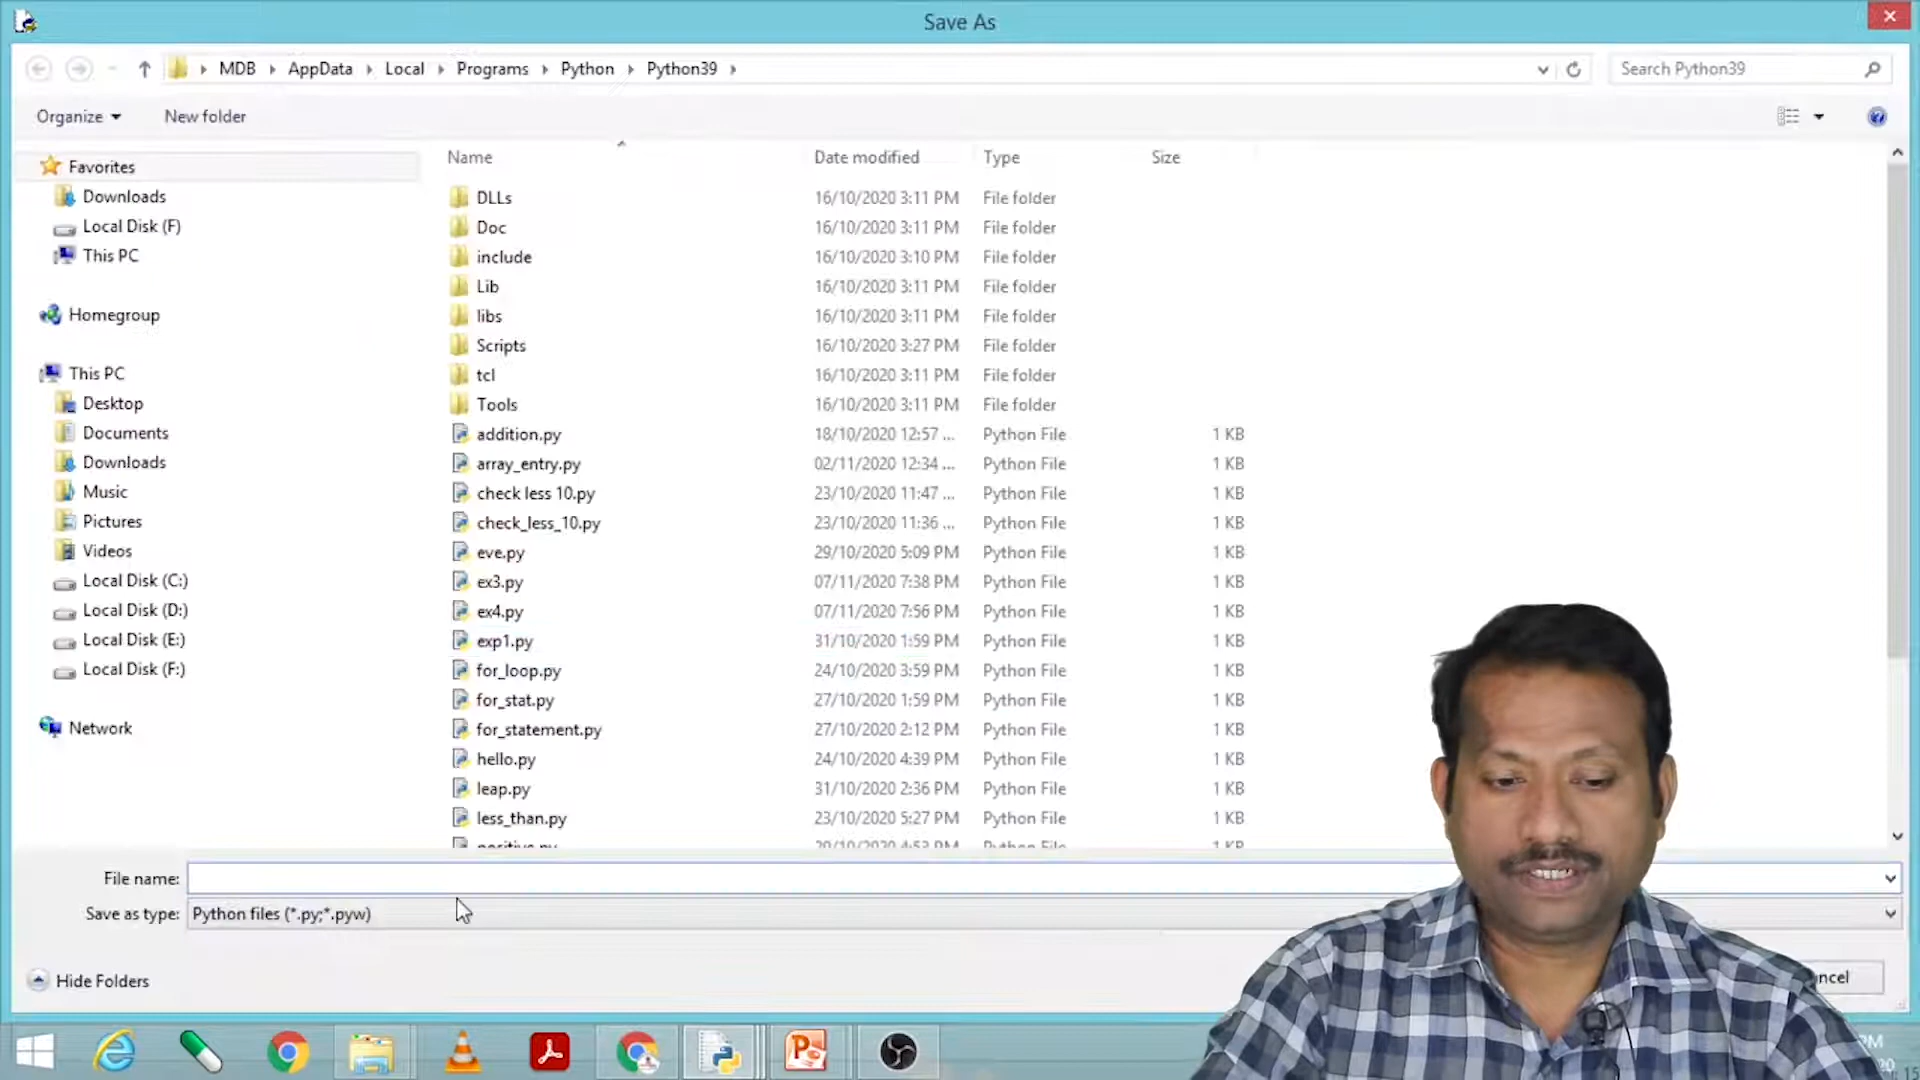 Save As
MDB AppData Local Programs Python Python39
Search Python39
Organize New folder
Name Date modified Type Size
Favorites
Downloads
Local Disk (F)
This PC
Homegroup
This PC
Desktop
Documents
Downloads
Music
Pictures
Videos
Local Disk (C:)
Local Disk (D:)
Local Disk (E:)
Local Disk (F:)
Network
DLLs 16/10/2020 3:11 PM File folder
Doc 16/10/2020 3:11 PM File folder
include 16/10/2020 3:10 PM File folder
Lib 16/10/2020 3:11 PM File folder
libs 16/10/2020 3:11 PM File folder
Scripts 16/10/2020 3:27 PM File folder
tcl 16/10/2020 3:11 PM File folder
Tools 16/10/2020 3:11 PM File folder
addition.py 18/10/2020 12:57 ... Python File 1 KB
array_entry.py 02/11/2020 12:34 ... Python File 1 KB
check less 10.py 23/10/2020 11:47 ... Python File 1 KB
check_less_10.py 23/10/2020 11:36 ... Python File 1 KB
eve.py 29/10/2020 5:09 PM Python File 1 KB
ex3.py 07/11/2020 7:38 PM Python File 1 KB
ex4.py 07/11/2020 7:56 PM Python File 1 KB
exp1.py 31/10/2020 1:59 PM Python File 1 KB
for_loop.py 24/10/2020 3:59 PM Python File 1 KB
for_stat.py 27/10/2020 1:59 PM Python File 1 KB
for_statement.py 27/10/2020 2:12 PM Python File 1 KB
hello.py 24/10/2020 4:39 PM Python File 1 KB
leap.py 31/10/2020 2:36 PM Python File 1 KB
less_than.py 23/10/2020 5:27 PM Python File 1 KB
File name:
Save as type: Python files (*.py;*.pyw)
Hide Folders
ncel
PM